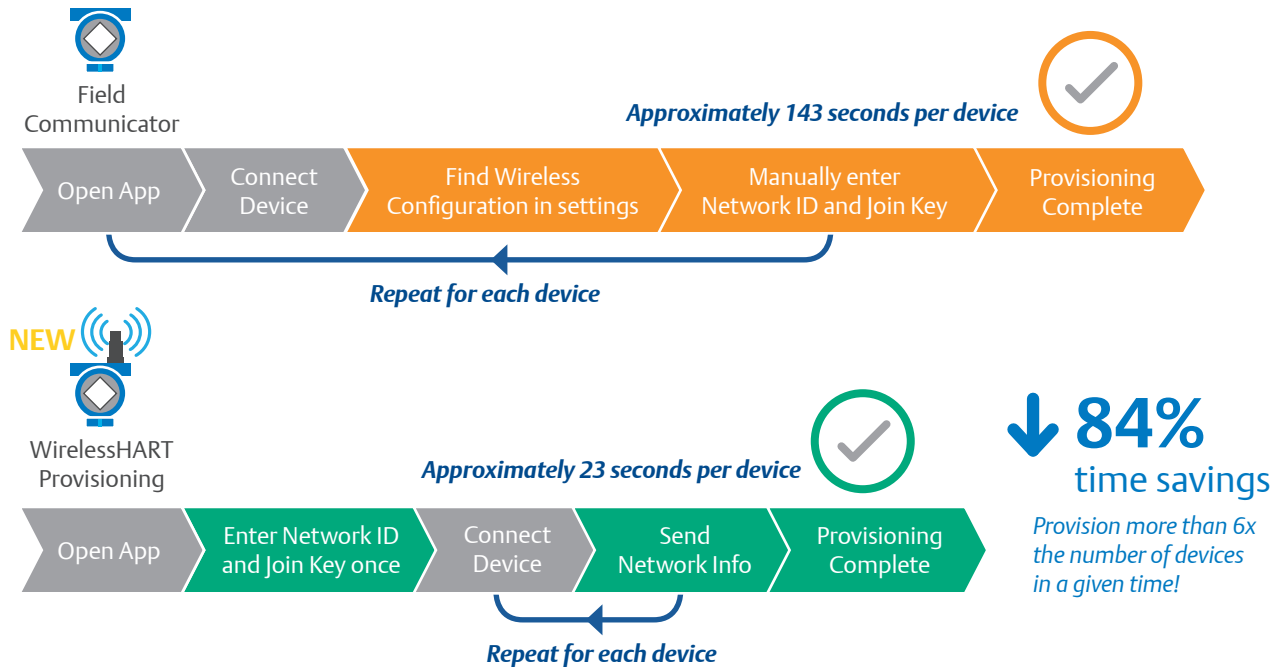 Field
Communicator
Approximately 143 seconds per device
Open App
Connect
Device
Find Wireless
Configuration in settings
Manually enter
Network ID and Join Key
Provisioning
Complete
Repeat for each device
NEW
WirelessHART
Provisioning
Approximately 23 seconds per device
84%
time savings
Provision more than 6x
the number of devices
in a given time!
Open App
Enter Network ID
and Join Key once
Connect
Device
Send
Network Info
Provisioning
Complete
Repeat for each device